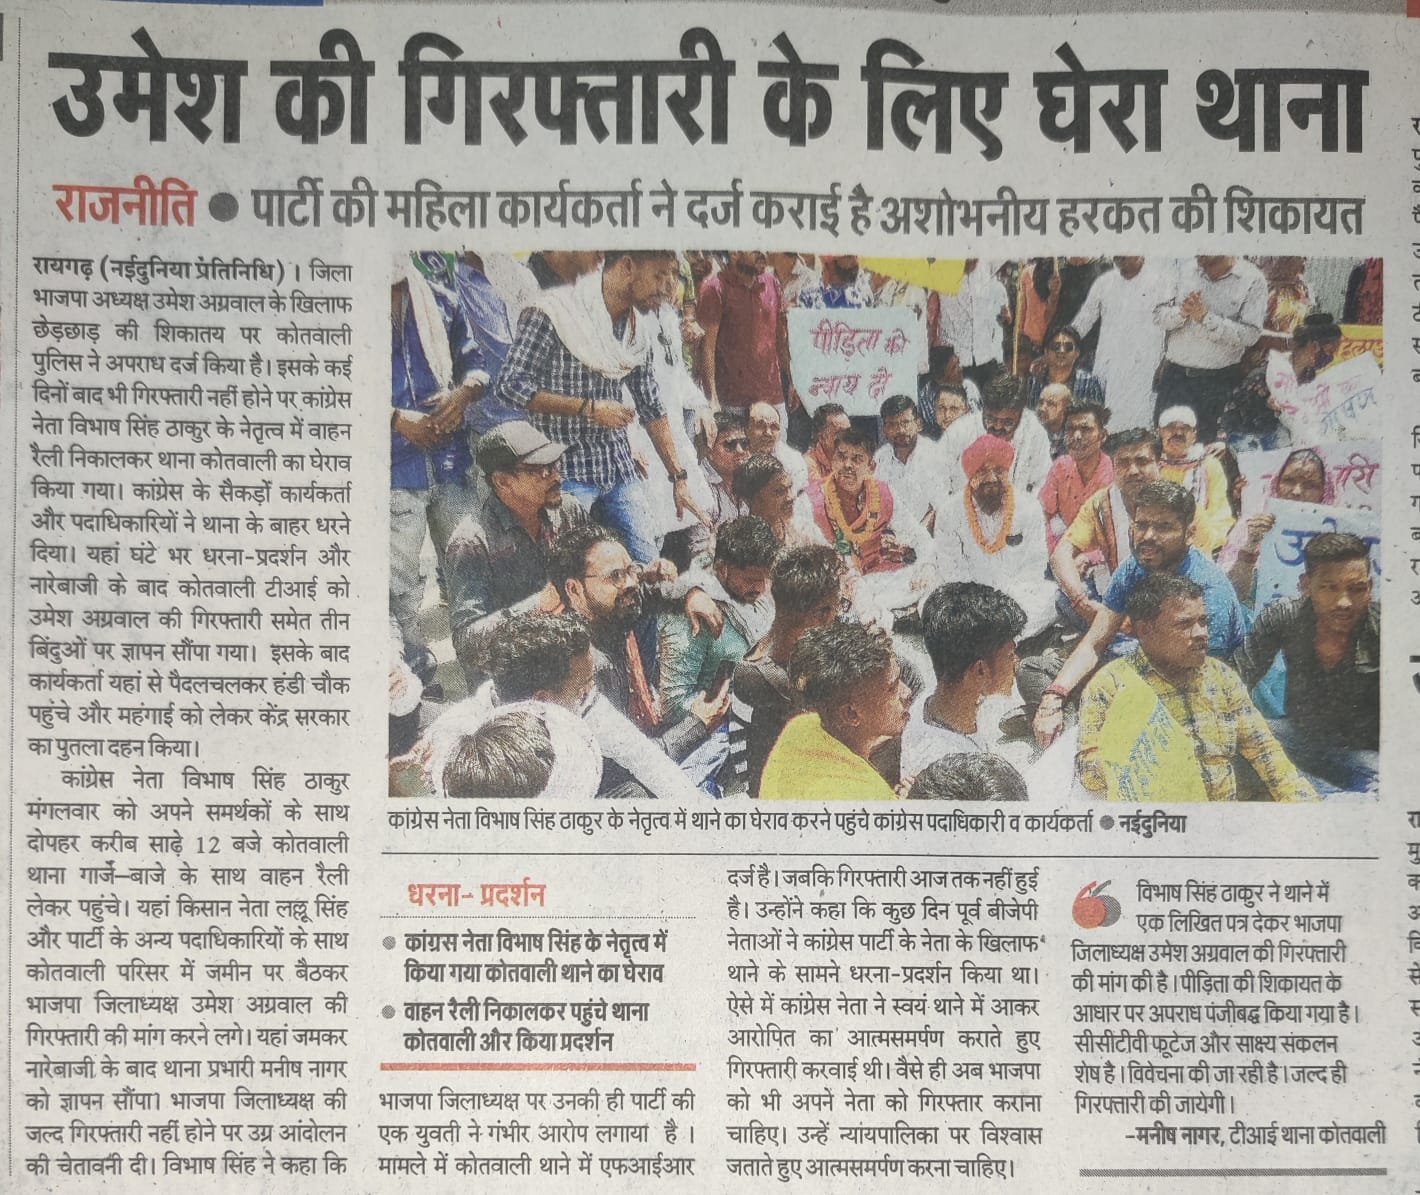 उमेश की गिरफ्तारी के लिए घेरा थाना
राजनीति ● पार्टी की महिला कार्यकर्ता ने दर्ज कराई है अशोभनीय हरकत की शिकायत
रायगढ़ (नईदुनिया प्रतिनिधि)। जिला
भाजपा अध्यक्ष उमेश अग्रवाल के खिलाफ
छेड़छाड़ की शिकातय पर कोतवाली
पुलिस ने अपराध दर्ज किया है। इसके कई
दिनों बाद भी गिरफ्तारी नहीं होने पर कांग्रेस
नेता विभाष सिंह ठाकुर के नेतृत्व में वाहन
रैली निकालकर थाना कोतवाली का घेराव
किया गया। कांग्रेस के सैकड़ों कार्यकर्ता
और पदाधिकारियों ने थाना के बाहर धरने
दिया। यहां घंटे भर धरना-प्रदर्शन और
नारेबाजी के बाद कोतवाली टीआई को
उमेश अग्रवाल की गिरफ्तारी समेत तीन
बिंदुओं पर ज्ञापन सौंपा गया। इसके बाद
कार्यकर्ता यहां से पैदलचलकर हंडी चौक
पहुंचे और महंगाई को लेकर केंद्र सरकार
का पुतला दहन किया।
कांग्रेस नेता विभाष सिंह ठाकुर
मंगलवार को अपने समर्थकों के साथ
दोपहर करीब साढ़े 12 बजे कोतवाली
थाना गार्जे-बाजे के साथ वाहन रैली
लेकर पहुंचे। यहां किसान नेता लल्लू सिंह
और पार्टी के अन्य पदाधिकारियों के साथ
कोतवाली परिसर में जमीन पर बैठकर
भाजपा जिलाध्यक्ष उमेश अग्रवाल की
गिरफ्तारी की मांग करने लगे। यहां जमकर
नारेबाजी के बाद थाना प्रभारी मनीष नागर
को ज्ञापन सौंपा। भाजपा जिलाध्यक्ष की
जल्द गिरफ्तारी नहीं होने पर उग्र आंदोलन
की चेतावनी दी। विभाष सिंह ने कहा कि
पीड़िता को
न्याय दो
कांग्रेस नेता विभाष सिंह ठाकुर के नेतृत्व में थाने का घेराव करने पहुंचे कांग्रेस पदाधिकारी व कार्यकर्ता ● नईदुनिया
धरना- प्रदर्शन
● कांग्रस नेता विभाष सिंह के नेतृत्व में
किया गया कोतवाली थाने का घेराव
● वाहन रैली निकालकर पहुंचे थाना
कोतवाली और किया प्रदर्शन
भाजपा जिलाध्यक्ष पर उनकी ही पार्टी की
एक युवती ने गंभीर आरोप लगाया है।
मामले में कोतवाली थाने में एफआईआर
दर्ज है। जबकि गिरफ्तारी आज तक नहीं हुई
है। उन्होंने कहा कि कुछ दिन पूर्व बीजेपी
नेताओं ने कांग्रेस पार्टी के नेता के खिलाफ
थाने के सामने धरना-प्रदर्शन किया था।
ऐसे में कांग्रेस नेता ने स्वयं थाने में आकर
आरोपित का आत्मसमर्पण कराते हुए
गिरफ्तारी करवाई थी। वैसे ही अब भाजपा
को भी अपने नेता को गिरफ्तार कराना
चाहिए। उन्हें न्यायपालिका पर विश्वास
जताते हुए आत्मसमर्पण करना चाहिए।
विभाष सिंह ठाकुर ने थाने में
एक लिखित पत्र देकर भाजपा
जिलाध्यक्ष उमेश अग्रवाल की गिरफ्तारी
की मांग की है। पीड़िता की शिकायत के
आधार पर अपराध पंजीबद्ध किया गया है।
सीसीटीवी फूटेज और साक्ष्य संकलन
शेष है। विवेचना की जा रही है। जल्द ही
गिरफ्तारी की जायेगी।
-मनीष नागर, टीआई थाना कोतवाली